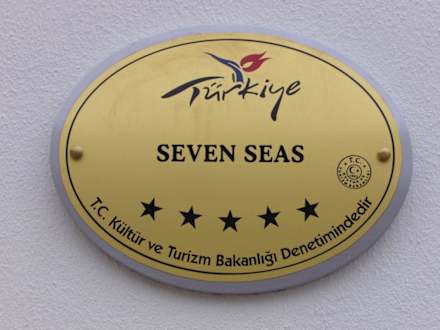 Türkiye
SEVEN SEAS
T.C.
T.C. Kültür ve Turizm Bakanlığı Denetimindedir